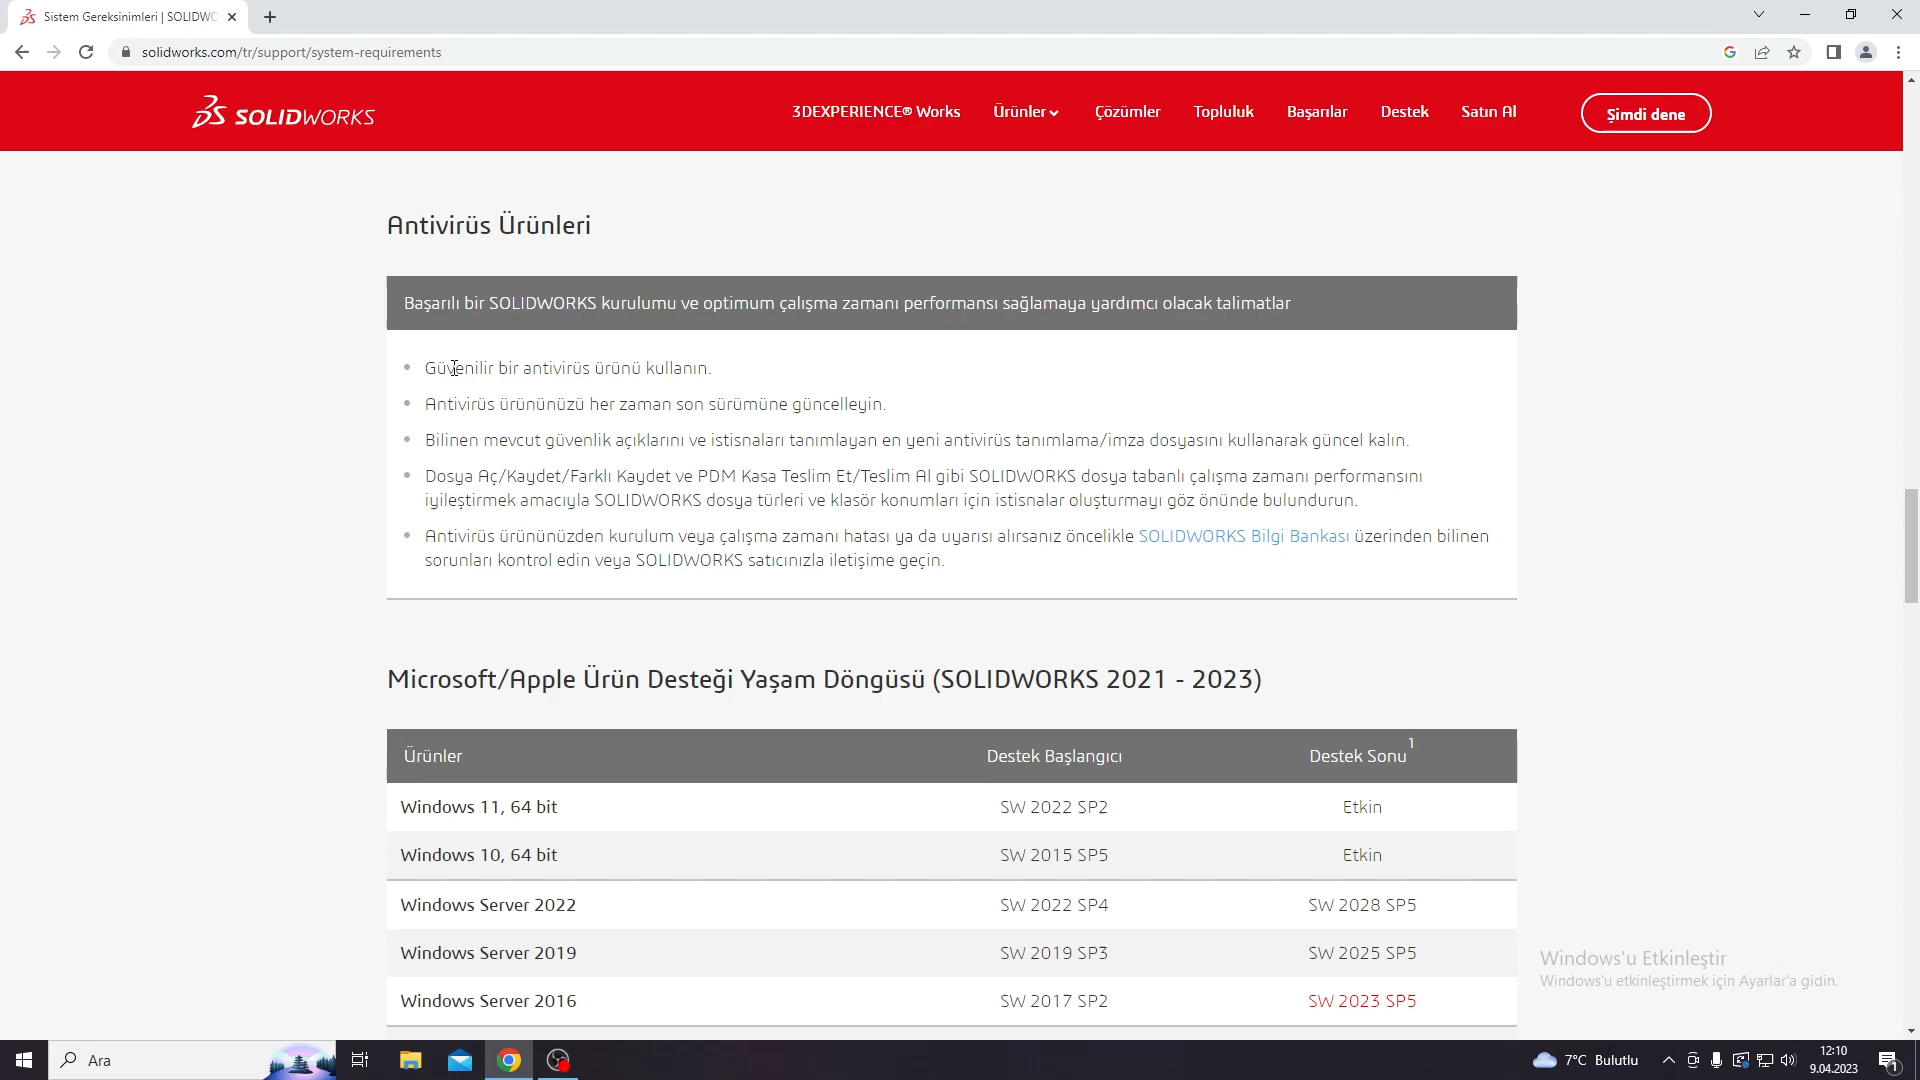 Sistem Gereksinimleri | SOLIDWO
solidworks.com/tr/support/system-requirements
SOLIDWORKS
3DEXPERIENCE® Works Ürünler Çözümler Topluluk Başarılar Destek Satın Al Şimdi dene
Antivirüs Ürünleri
Başarılı bir SOLIDWORKS kurulumu ve optimum çalışma zamanı performansı sağlamaya yardımcı olacak talimatlar
Güvenilir bir antivirüs ürünü kullanın.
Antivirüs ürününüzü her zaman son sürümüne güncelleyin.
Bilinen mevcut güvenlik açıklarını ve istisnaları tanımlayan en yeni antivirüs tanımlama/imza dosyasını kullanarak güncel kalın.
Dosya Aç/Kaydet/Farklı Kaydet ve PDM Kasa Teslim Et/Teslim Al gibi SOLIDWORKS dosya tabanlı çalışma zamanı performansını
iyileştirmek amacıyla SOLIDWORKS dosya türleri ve klasör konumları için istisnalar oluşturmayı göz önünde bulundurun.
Antivirüs ürününüzden kurulum veya çalışma zamanı hatası ya da uyarısı alırsanız öncelikle SOLIDWORKS Bilgi Bankası üzerinden bilinen
sorunları kontrol edin veya SOLIDWORKS satıcınızla iletişime geçin.
Microsoft/Apple Ürün Desteği Yaşam Döngüsü (SOLIDWORKS 2021 - 2023)
Ürünler Destek Başlangıcı Destek Sonu 1
Windows 11, 64 bit SW 2022 SP2 Etkin
Windows 10, 64 bit SW 2015 SP5 Etkin
Windows Server 2022 SW 2022 SP4 SW 2028 SP5
Windows Server 2019 SW 2019 SP3 SW 2025 SP5
Windows Server 2016 SW 2017 SP2 SW 2023 SP5
Windows'u Etkinleştir
Windows'u etkinleştirmek için Ayarlar'a gidin.
Ara
7°C Bulutlu
12:10
9.04.2023
1